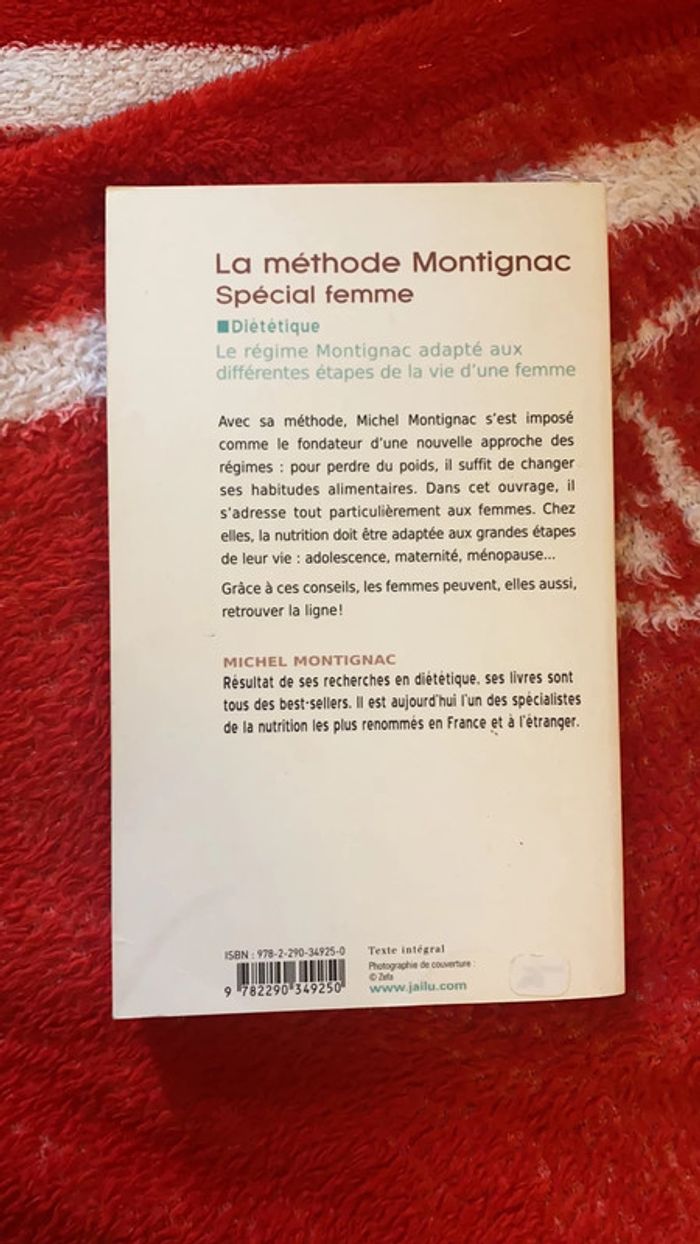 La méthode Montignac
Spécial femme
■Diététique
Le régime Montignac adapté aux
différentes étapes de la vie d'une femme
Avec sa méthode, Michel Montignac s'est imposé
comme le fondateur d'une nouvelle approche des
régimes : pour perdre du poids, il suffit de changer
ses habitudes alimentaires. Dans cet ouvrage, il
s'adresse tout particulièrement aux femmes. Chez
elles, la nutrition doit être adaptée aux grandes étapes
de leur vie : adolescence, maternité, ménopause...
Grâce à ces conseils, les femmes peuvent, elles aussi,
retrouver la ligne !
MICHEL MONTIGNAC
Résultat de ses recherches en diététique, ses livres sont
tous des best-sellers. Il est aujourd'hui l'un des spécialistes
de la nutrition les plus renommés en France et à l'étranger.
ISBN : 978-2-290-34925-0
9 782290 349250
Texte intégral
Photographie de couverture :
© Zefa
www.jailu.com